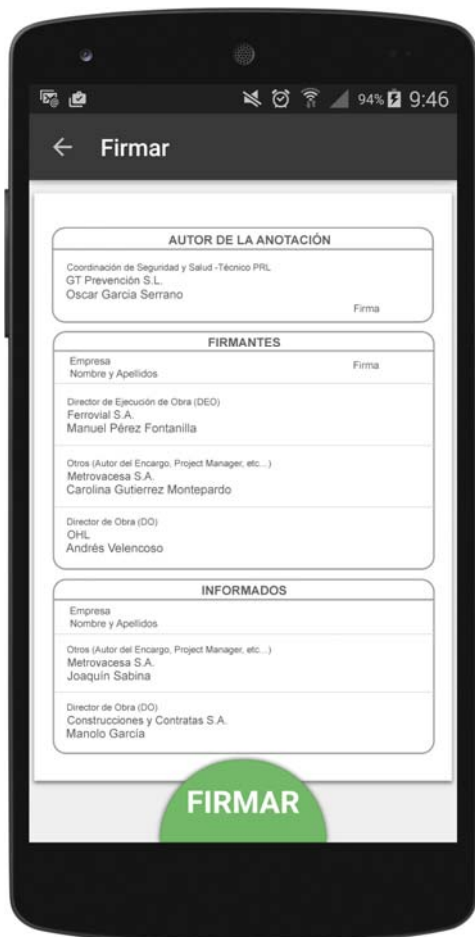 94% 9:46
Firmar
AUTOR DE LA ANOTACIÓN
Coordinación de Seguridad y Salud -Técnico PRL
GT Prevención S.L.
Oscar Garcia Serrano
Firma
FIRMANTES
Empresa
Nombre y Apellidos
Firma
Director de Ejecución de Obra (DEO)
Ferrovial S.A.
Manuel Pérez Fontanilla
Otros (Autor del Encargo, Project Manager, etc...)
Metrovacesa S.A.
Carolina Gutierrez Montepardo
Director de Obra (DO)
OHL
Andrés Velencoso
INFORMADOS
Empresa
Nombre y Apellidos
Otros (Autor del Encargo, Project Manager, etc...)
Metrovacesa S.A.
Joaquín Sabina
Director de Obra (DO)
Construcciones y Contratas S.A.
Manolo García
FIRMAR